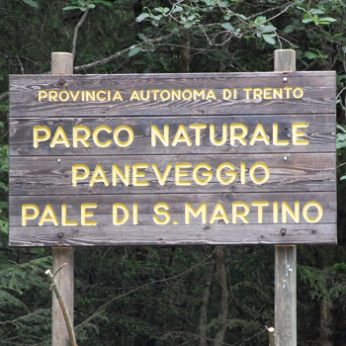 PROVINCIA AUTONOMA DI TRENTO
PARCO NATURALE
PANEVEGGIO
PALE DI S. MARTINO